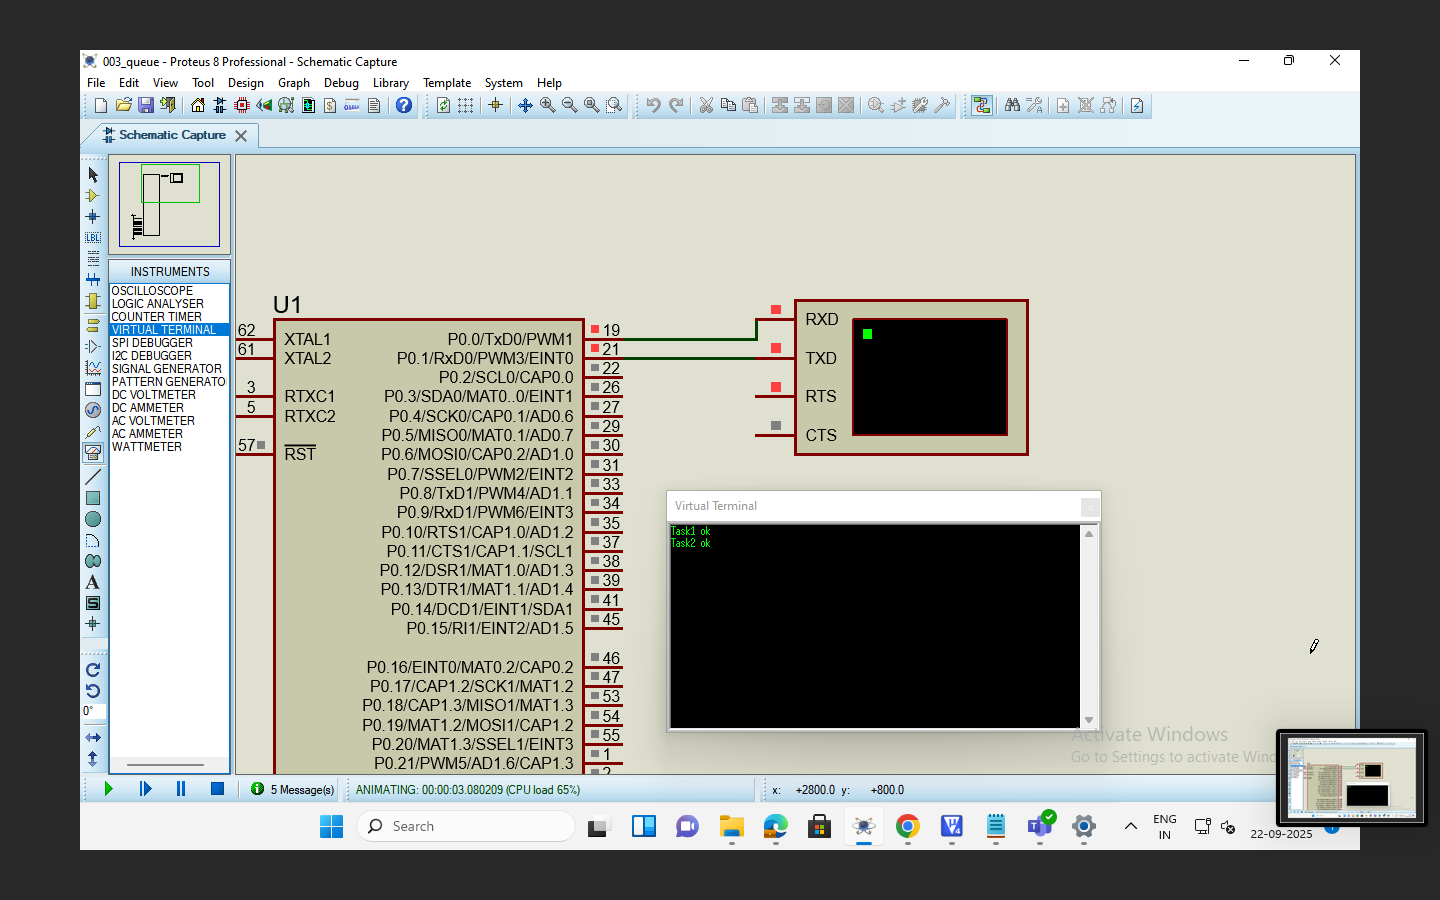 003_queue - Proteus 8 Professional - Schematic Capture
File Edit View Tool Design Graph Debug Library Template System Help
Schematic Capture
LBL
A
S
0°
INSTRUMENTS
OSCILLOSCOPE
LOGIC ANALYSER
COUNTER TIMER
VIRTUAL TERMINAL
SPI DEBUGGER
I2C DEBUGGER
SIGNAL GENERATOR
PATTERN GENERATO
DC VOLTMETER
DC AMMETER
AC VOLTMETER
AC AMMETER
WATTMETER
U1
62 XTAL1 P0.0/TxD0/PWM1 19
61 XTAL2 P0.1/RxD0/PWM3/EINT0 21
P0.2/SCL0/CAP0.0 22
3 RTXC1 P0.3/SDA0/MAT0..0/EINT1 26
5 RTXC2 P0.4/SCK0/CAP0.1/AD0.6 27
P0.5/MISO0/MAT0.1/AD0.7 29
57 RST P0.6/MOSI0/CAP0.2/AD1.0 30
P0.7/SSEL0/PWM2/EINT2 31
P0.8/TxD1/PWM4/AD1.1 33
P0.9/RxD1/PWM6/EINT3 34
P0.10/RTS1/CAP1.0/AD1.2 35
P0.11/CTS1/CAP1.1/SCL1 37
P0.12/DSR1/MAT1.0/AD1.3 38
P0.13/DTR1/MAT1.1/AD1.4 39
P0.14/DCD1/EINT1/SDA1 41
P0.15/RI1/EINT2/AD1.5 45
P0.16/EINT0/MAT0.2/CAP0.2 46
P0.17/CAP1.2/SCK1/MAT1.2 47
P0.18/CAP1.3/MISO1/MAT1.3 53
P0.19/MAT1.2/MOSI1/CAP1.2 54
P0.20/MAT1.3/SSEL1/EINT3 55
P0.21/PWM5/AD1.6/CAP1.3 1
RXD
TXD
RTS
CTS
Virtual Terminal
Task1 ok
Task2 ok
Activate Windows
Go to Settings to activate Wind
5 Message(s) ANIMATING: 00:00:03.080209 (CPU load 65%) x: +2800.0 y: +800.0
Search
ENG
IN
22-09-2025